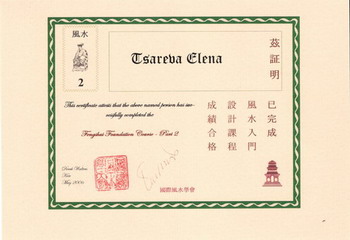 風水
2
Tsareva Elena
This certificate attests that the above named person has suc-
cessfully completed the
Fengshui Foundation Course - Part 2
May 2006
茲証明
已完成
風水入門
設計課程
成績合格
國際風水學會